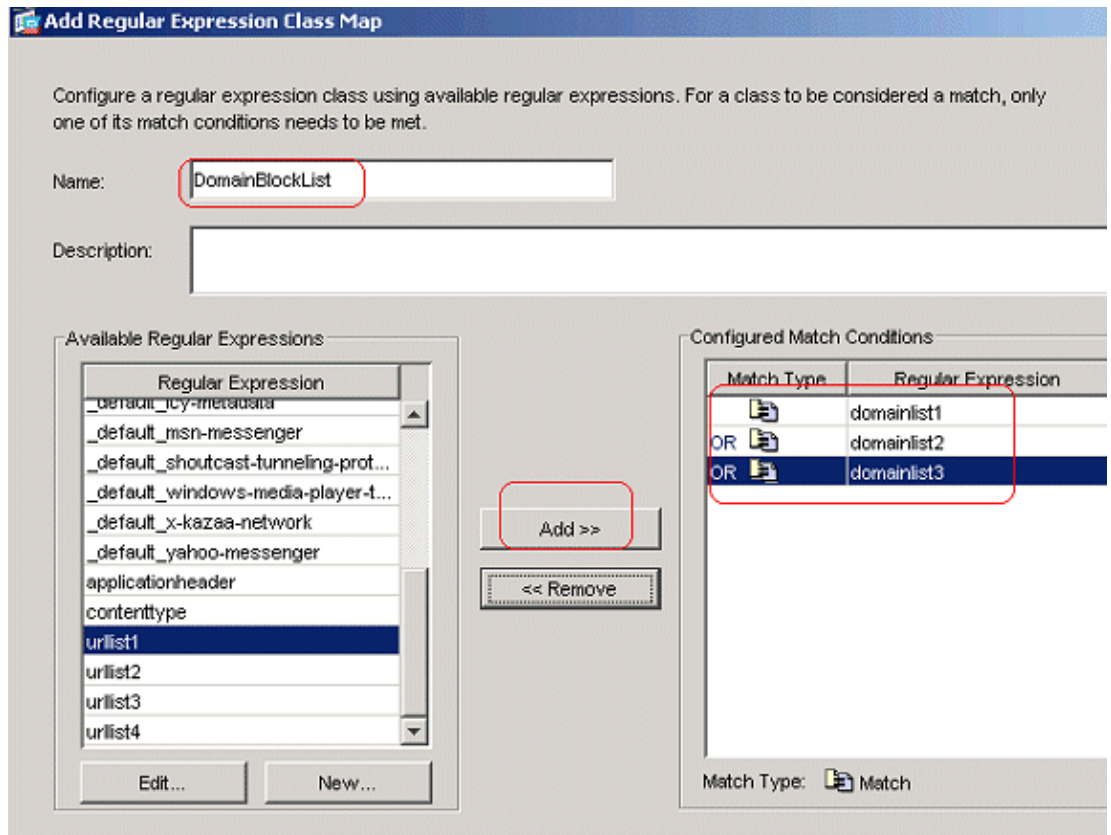 Add Regular Expression Class Map
Configure a regular expression class using available regular expressions. For a class to be considered a match, only
one of its match conditions needs to be met.
Name:
DomainBlockList
Description:
Available Regular Expressions
Regular Expression
_default_icy-metadata
_default_msn-messenger
_default_shoutcast-tunneling-prot...
_default_windows-media-player-t...
_default_x-kazaa-network
_default_yahoo-messenger
applicationheader
contenttype
urllist1
urllist2
urllist3
urllist4
Edit...
New...
Add >>
<< Remove
Configured Match Conditions
Match Type
Regular Expression
domainlist1
OR domainlist2
OR domainlist3
Match Type: Match